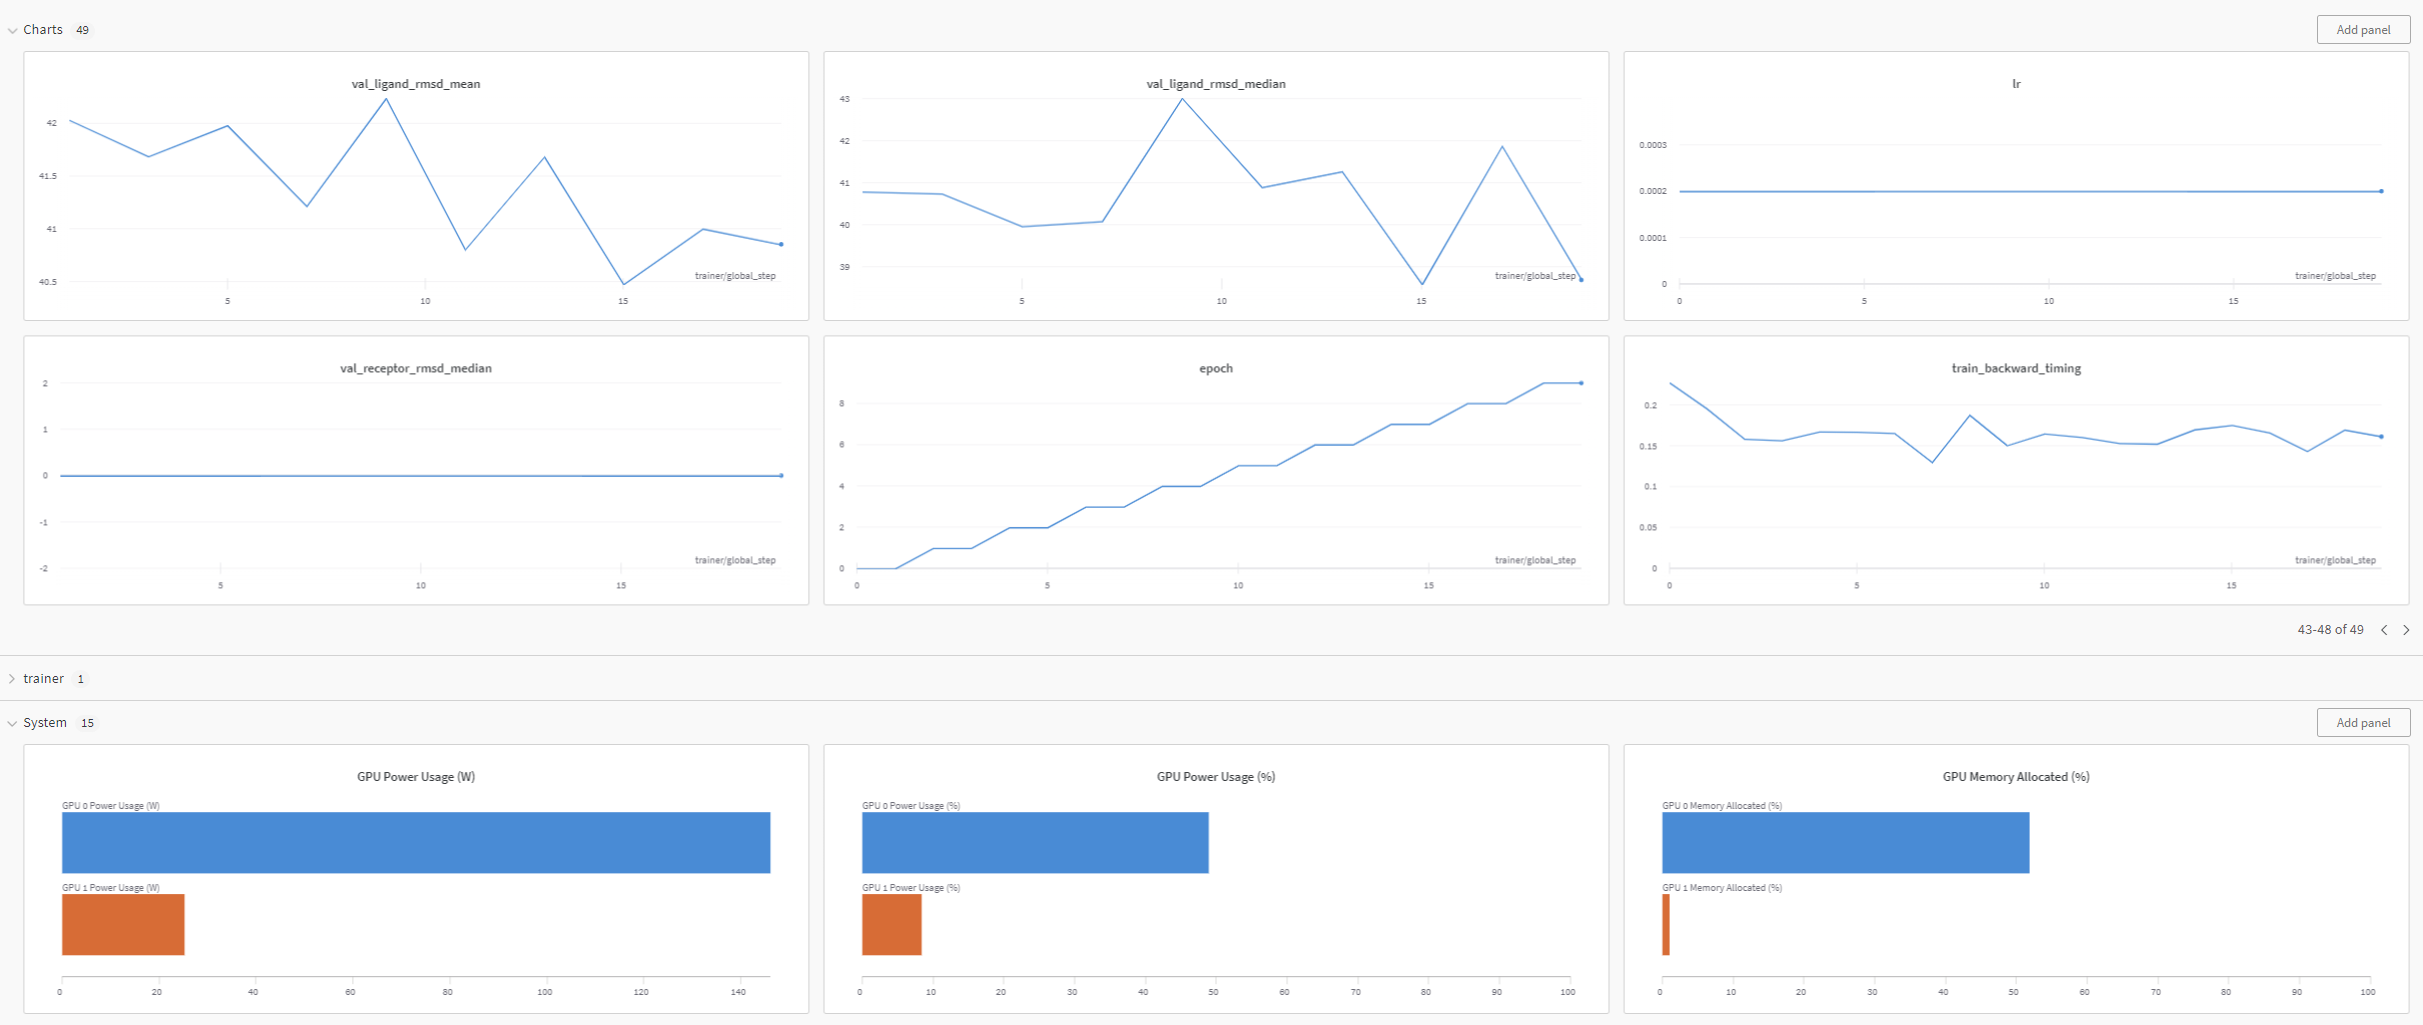 Charts 49
Add panel
val_ligand_rmsd_mean
42
41.5
41
40.5
trainer/global_step
5 10 15
val_ligand_rmsd_median
43
42
41
40
39
trainer/global_step
5 10 15
lr
0.0003
0.0002
0.0001
0
trainer/global_step
0 5 10 15
val_receptor_rmsd_median
2
1
0
-1
-2
trainer/global_step
5 10 15
epoch
8
6
4
2
0
trainer/global_step
0 5 10 15
train_backward_timing
0.2
0.15
0.1
0.05
0
trainer/global_step
0 5 10 15
43-48 of 49
trainer 1
System 15
Add panel
GPU Power Usage (W)
GPU 0 Power Usage (W)
GPU 1 Power Usage (W)
0 20 40 60 80 100 120 140
GPU Power Usage (%)
GPU 0 Power Usage (%)
GPU 1 Power Usage (%)
0 10 20 30 40 50 60 70 80 90 100
GPU Memory Allocated (%)
GPU 0 Memory Allocated (%)
GPU 1 Memory Allocated (%)
0 10 20 30 40 50 60 70 80 90 100